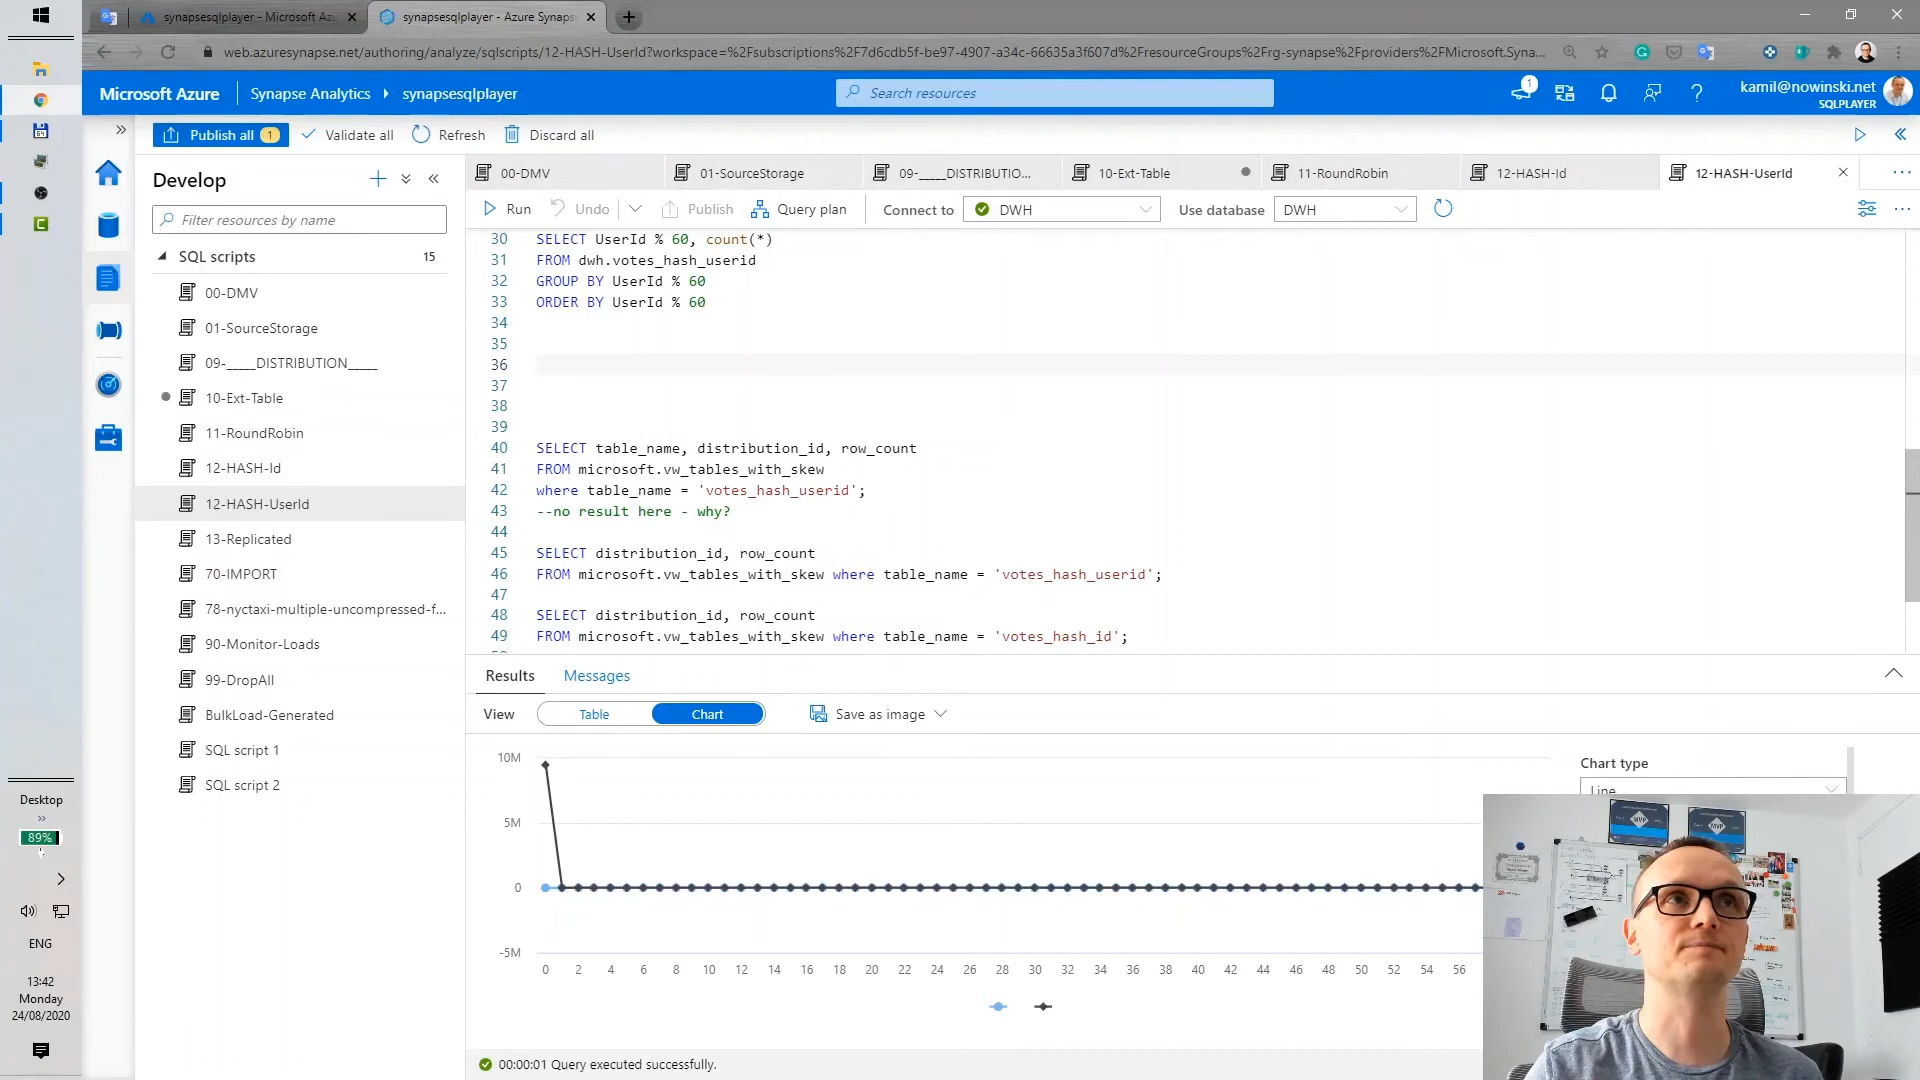 synapsesqlplayer - Microsoft Az
synapsesqlplayer - Azure Synaps
web.azuresynapse.net/authoring/analyze/sqlscripts/12-HASH-UserId?workspace=%2Fsubscriptions%2F7d6cdb5f-be97-4907-a34c-66635a3f607d%2FresourceGroups%2Frg-synapse%2Fproviders%2FMicrosoft.Syna...
Microsoft Azure
Synapse Analytics
synapsesqlplayer
Search resources
1
kamil@nowinski.net
SQLPLAYER
Publish all 1
Validate all
Refresh
Discard all
Develop
Filter resources by name
SQL scripts 15
00-DMV
01-SourceStorage
09-_____DISTRIBUTION_____
10-Ext-Table
11-RoundRobin
12-HASH-Id
12-HASH-UserId
13-Replicated
70-IMPORT
78-nyctaxi-multiple-uncompressed-f...
90-Monitor-Loads
99-DropAll
BulkLoad-Generated
SQL script 1
SQL script 2
00-DMV
01-SourceStorage
09-_____DISTRIBUTIO...
10-Ext-Table
11-RoundRobin
12-HASH-Id
12-HASH-UserId
Run
Undo
Publish
Query plan
Connect to
DWH
Use database
DWH
30 SELECT UserId % 60, count(*)
31 FROM dwh.votes_hash_userid
32 GROUP BY UserId % 60
33 ORDER BY UserId % 60
34
35
36
37
38
39
40 SELECT table_name, distribution_id, row_count
41 FROM microsoft.vw_tables_with_skew
42 where table_name = 'votes_hash_userid';
43 --no result here - why?
44
45 SELECT distribution_id, row_count
46 FROM microsoft.vw_tables_with_skew where table_name = 'votes_hash_userid';
47
48 SELECT distribution_id, row_count
49 FROM microsoft.vw_tables_with_skew where table_name = 'votes_hash_id';
Results
Messages
View
Table
Chart
Save as image
Chart type
Line
10M
5M
0
-5M
0 2 4 6 8 10 12 14 16 18 20 22 24 26 28 30 32 34 36 38 40 42 44 46 48 50 52 54 56
00:00:01 Query executed successfully.
Desktop
89%
ENG
13:42
Monday
24/08/2020
MVP
MVP